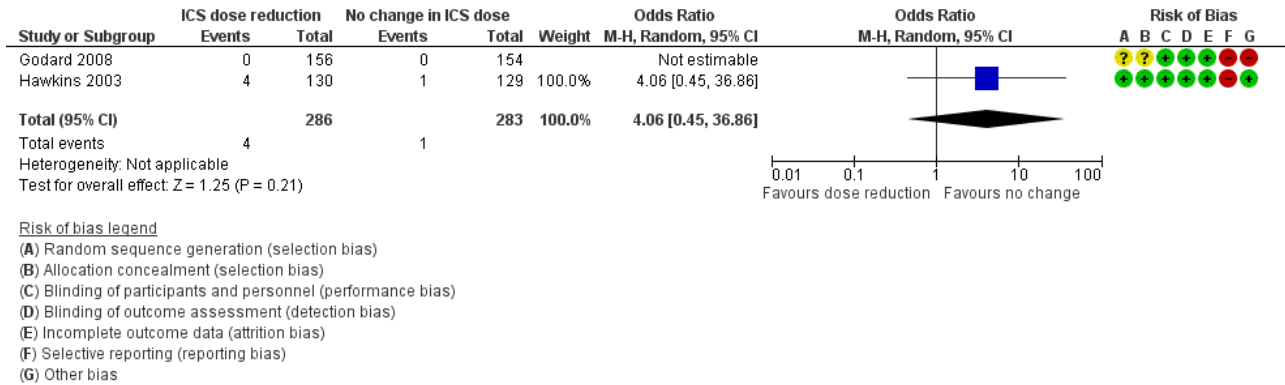 ICS dose reduction No change in ICS dose Odds Ratio Odds Ratio Risk of Bias
Study or Subgroup Events Total Events Total Weight M-H, Random, 95% CI M-H, Random, 95% CI A B C D E F G
Godard 2008 0 156 0 154 Not estimable ? ? + + + - -
Hawkins 2003 4 130 1 129 100.0% 4.06 [0.45, 36.86] + + + + + - +
Total (95% CI) 286 283 100.0% 4.06 [0.45, 36.86]
Total events 4 1
Heterogeneity: Not applicable
Test for overall effect: Z = 1.25 (P = 0.21)
0.01 0.1 1 10 100
Favours dose reduction Favours no change
Risk of bias legend
(A) Random sequence generation (selection bias)
(B) Allocation concealment (selection bias)
(C) Blinding of participants and personnel (performance bias)
(D) Blinding of outcome assessment (detection bias)
(E) Incomplete outcome data (attrition bias)
(F) Selective reporting (reporting bias)
(G) Other bias